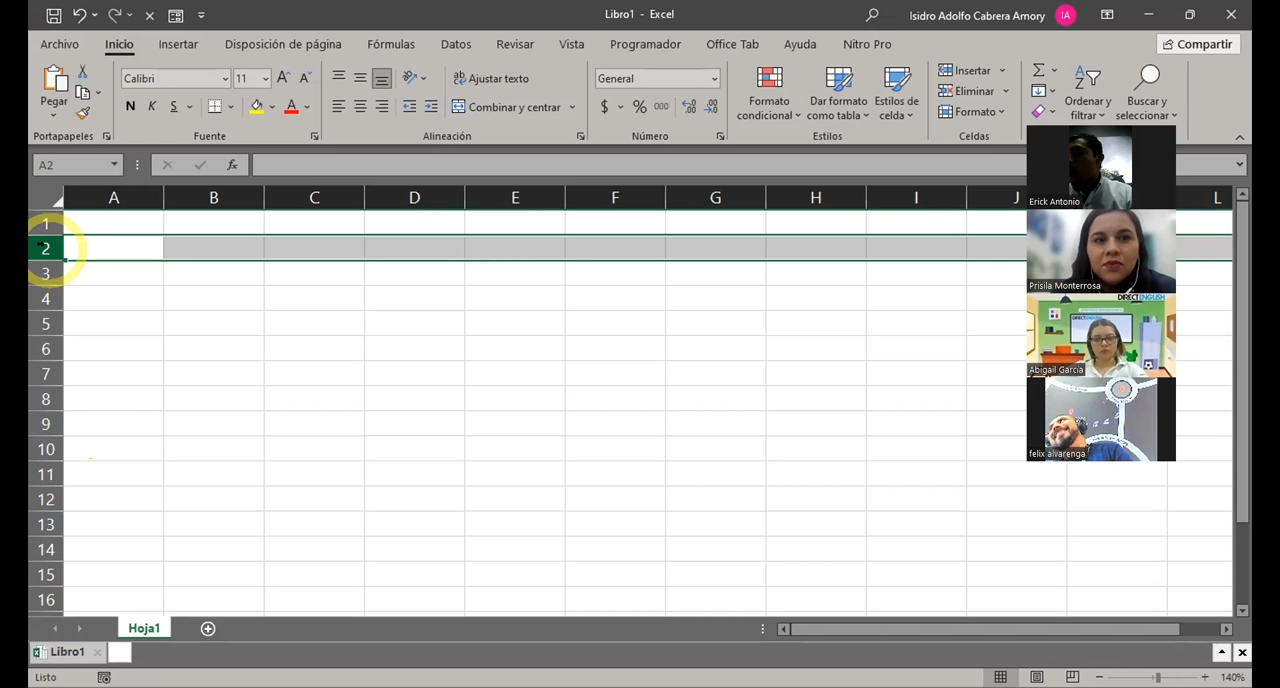 Libro1 - Excel
Isidro Adolfo Cabrera Amory
IA
Archivo Inicio Insertar Disposición de página Fórmulas Datos Revisar Vista Programador Office Tab Ayuda Nitro Pro Compartir
Pegar
Calibri 11
Ajustar texto
General
Insertar
N K S
Combinar y centrar
$ % 000
Formato condicional
Dar formato como tabla
Estilos de celda
Eliminar
Formato
Ordenar y filtrar
Buscar y seleccionar
Portapapeles Fuente Alineación Número Estilos Celdas
A2
fx
A B C D E F G H I J L
1
2
3
4
5
6
7
8
9
10
11
12
13
14
15
16
Erick Antonio
Prisila Monterrosa
DIRECT ENGLISH
Abigail García
felix alvarenga
Hoja1
Libro1
Listo
140%